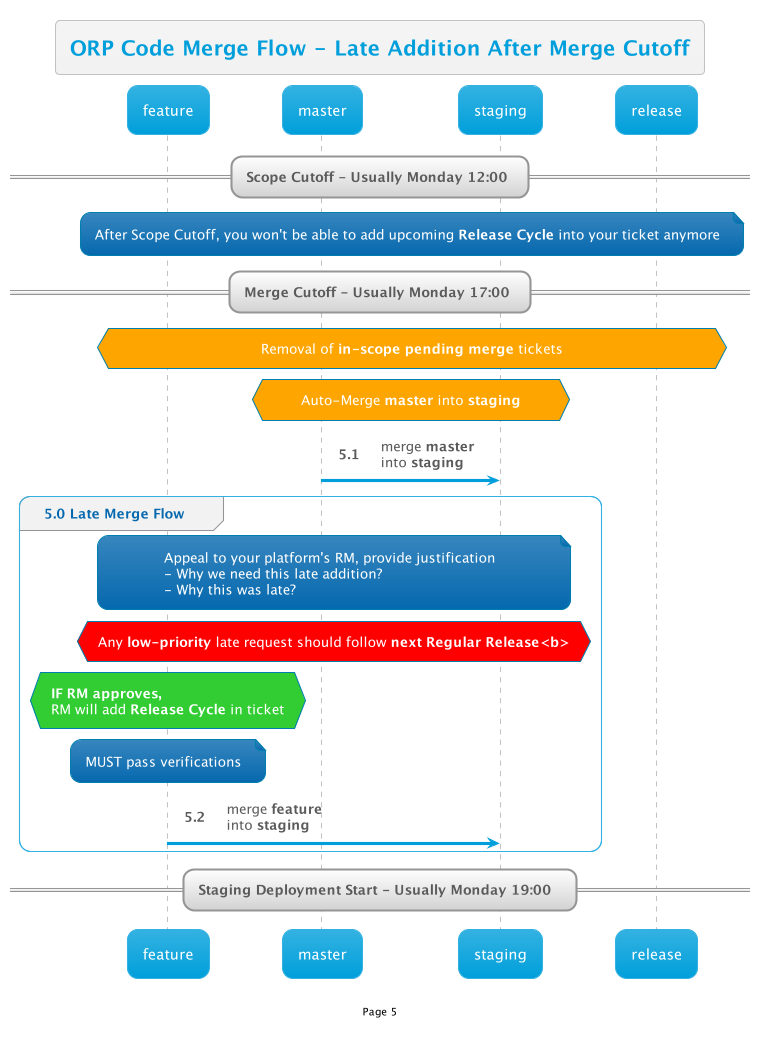 ORP Code Merge Flow – Late Addition After Merge Cutoff
feature
master
staging
release
Scope Cutoff – Usually Monday 12:00
After Scope Cutoff, you won't be able to add upcoming Release Cycle into your ticket anymore
Merge Cutoff – Usually Monday 17:00
Removal of in-scope pending merge tickets
Auto-Merge master into staging
5.1
merge master
into staging
5.0 Late Merge Flow
Appeal to your platform's RM, provide justification
- Why we need this late addition?
- Why this was late?
Any low-priority late request should follow next Regular Release<b>
IF RM approves,
RM will add Release Cycle in ticket
MUST pass verifications
5.2
merge feature
into staging
Staging Deployment Start – Usually Monday 19:00
feature
master
staging
release
Page 5